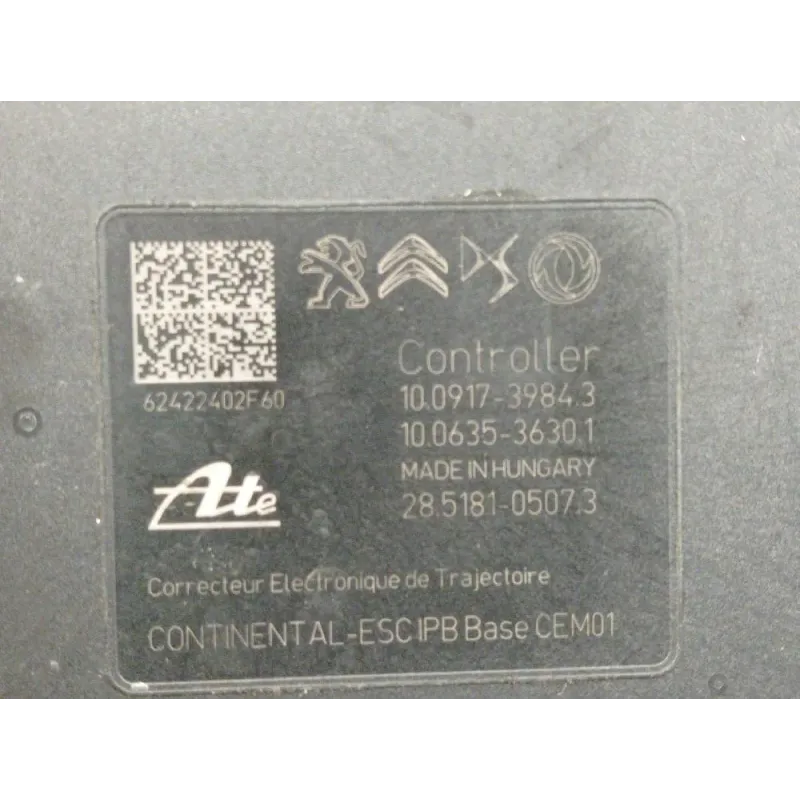 62422402F60
Controller
10.0917-3984.3
10.0635-3630.1
MADE IN HUNGARY
28.5181-0507.3
Ate
Correcteur Electronique de Trajectoire
CONTINENTAL-ESC IPB Base CEM01